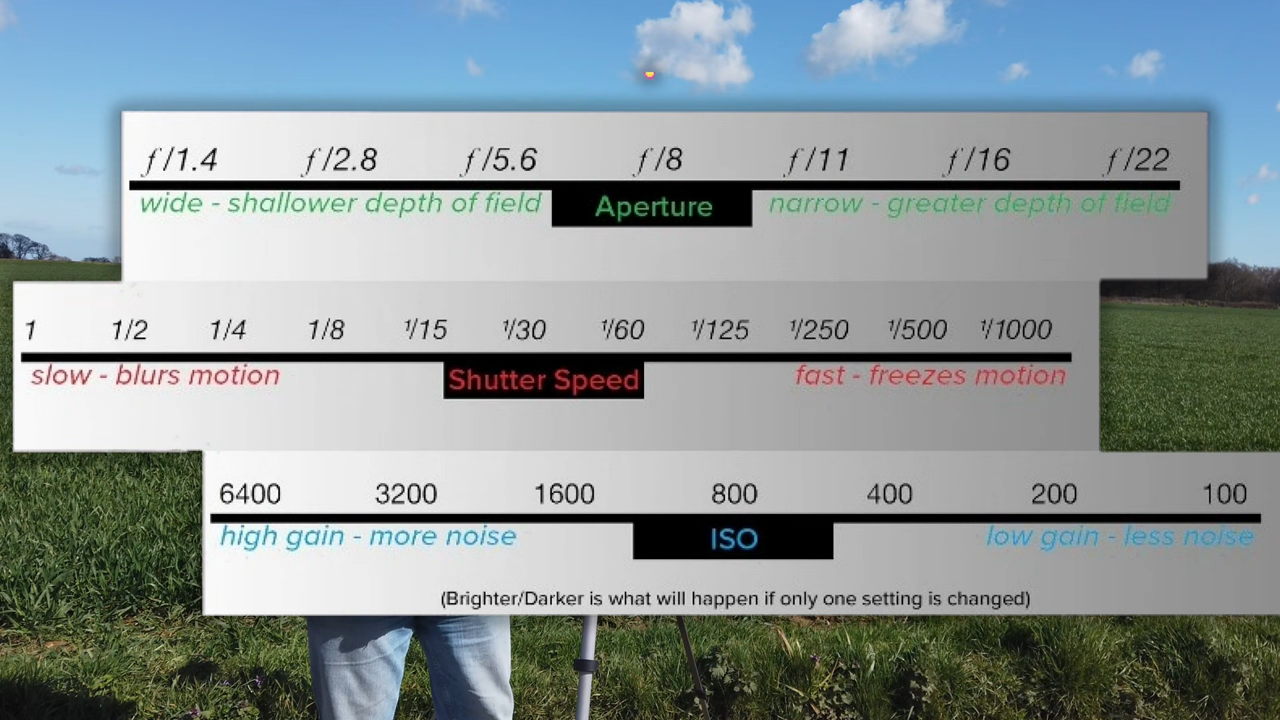 f/1.4 f/2.8 f/5.6 f/8 f/11 f/16 f/22
wide - shallower depth of field Aperture narrow - greater depth of field
1 1/2 1/4 1/8 1/15 1/30 1/60 1/125 1/250 1/500 1/1000
slow - blurs motion Shutter Speed fast - freezes motion
6400 3200 1600 800 400 200 100
high gain - more noise ISO low gain - less noise
(Brighter/Darker is what will happen if only one setting is changed)